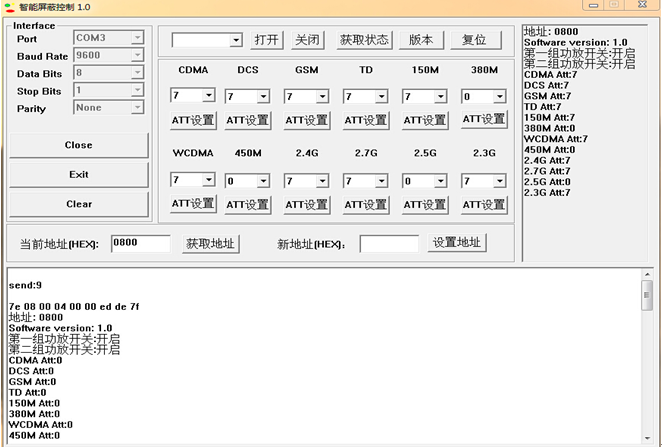 智能屏蔽控制 1.0
Interface
Port COM3
Baud Rate 9600
Data Bits 8
Stop Bits 1
Parity None
Close
Exit
Clear
打开 关闭 获取状态 版本 复位
CDMA DCS GSM TD 150M 380M
7 7 7 7 7 0
ATT设置 ATT设置 ATT设置 ATT设置 ATT设置 ATT设置
WCDMA 450M 2.4G 2.7G 2.5G 2.3G
7 0 7 7 0 7
ATT设置 ATT设置 ATT设置 ATT设置 ATT设置 ATT设置
当前地址(HEX): 0800 获取地址 新地址(HEX): 设置地址
地址: 0800
Software version: 1.0
第一组功放开关:开启
第二组功放开关:开启
CDMA Att:7
DCS Att:7
GSM Att:7
TD Att:7
150M Att:7
380M Att:0
WCDMA Att:7
450M Att:0
2.4G Att:7
2.7G Att:7
2.5G Att:0
2.3G Att:7
send:9
7e 08 00 04 00 00 ed de 7f
地址: 0800
Software version: 1.0
第一组功放开关:开启
第二组功放开关:开启
CDMA Att:0
DCS Att:0
GSM Att:0
TD Att:0
150M Att:0
380M Att:0
WCDMA Att:0
450M Att:0